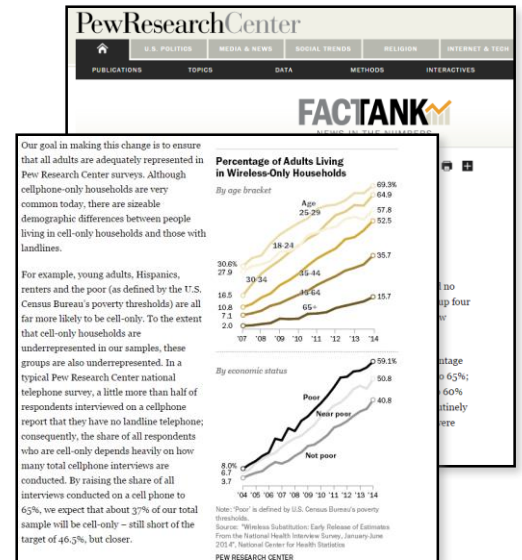 PewResearchCenter
U.S. POLITICS MEDIA & NEWS SOCIAL TRENDS RELIGION INTERNET & TECH
PUBLICATIONS TOPICS DATA METHODS INTERACTIVES
FACTANK
NEWS IN THE NUMBERS
Our goal in making this change is to ensure
that all adults are adequately represented in
Pew Research Center surveys. Although
cellphone-only households are very
common today, there are sizeable
demographic differences between people
living in cell-only households and those with
landlines.
For example, young adults, Hispanics,
renters and the poor (as defined by the U.S.
Census Bureau's poverty thresholds) are all
far more likely to be cell-only. To the extent
that cell-only households are
underrepresented in our samples, these
groups are also underrepresented. In a
typical Pew Research Center national
telephone survey, a little more than half of
respondents interviewed on a cellphone
report that they have no landline telephone;
consequently, the share of all respondents
who are cell-only depends heavily on how
many total cellphone interviews are
conducted. By raising the share of all
interviews conducted on a cell phone to
65%, we expect that about 37% of our total
sample will be cell-only – still short of the
target of 46.5%, but closer.
Percentage of Adults Living
in Wireless-Only Households
By age bracket
69.3%
64.9
Age
25-29
57.8
52.5
18-24
35.7
30.6%
27.9
30-34
35-44
16.5
45-64
15.7
10.8
7.1
65+
2.0
'07 '08 '09 '10 '11 '12 '13 '14
By economic status
59.1%
50.8
Poor
Near poor
40.8
Not poor
8.0%
6.7
3.7
'04 '05 '06 '07 '08 '09 '10 '11 '12 '13 '14
Note: 'Poor' is defined by U.S. Census Bureau's poverty
thresholds.
Source: "Wireless Substitution: Early Release of Estimates
From the National Health Interview Survey, January-June
2014", National Center for Health Statistics
PEW RESEARCH CENTER
no
up four
ntage
o 65%;
60%
utinely
ere